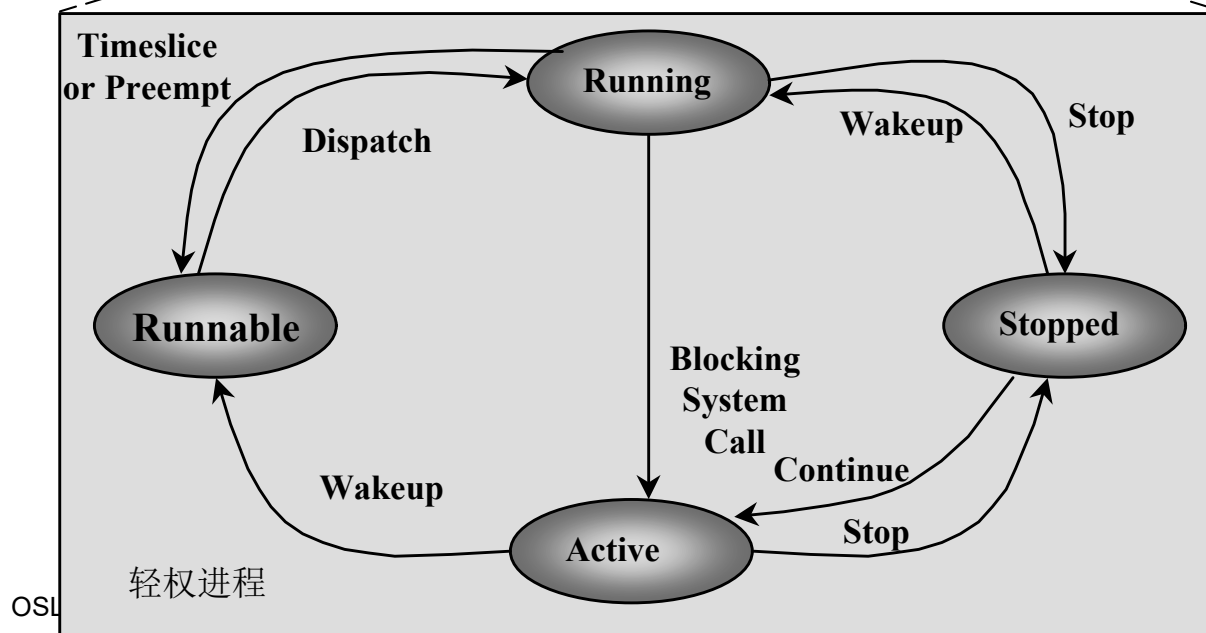 Timeslice
or Preempt
Running
Dispatch
Wakeup
Stop
Runnable
Stopped
Blocking
System
Call
Continue
Wakeup
Active
Stop
轻权进程
OSL